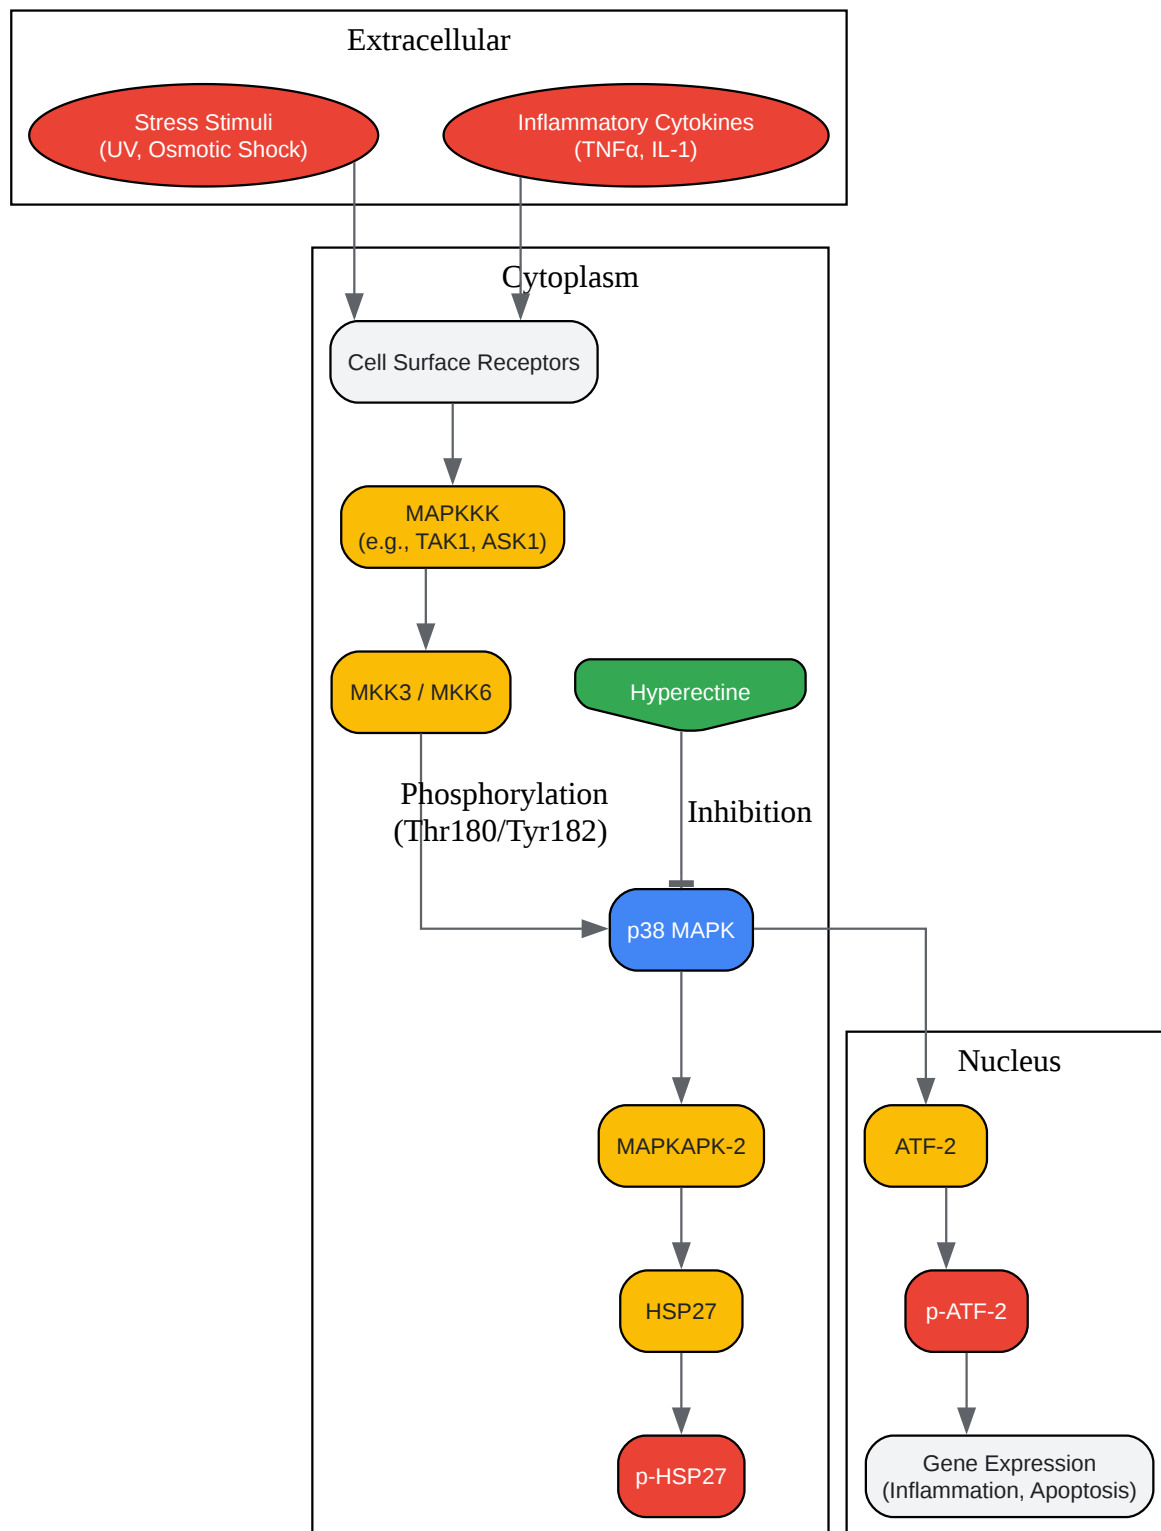 Extracellular
Stress Stimuli
(UV, Osmotic Shock)
Inflammatory Cytokines
(TNFα, IL-1)
Cytoplasm
Cell Surface Receptors
MAPKKK
(e.g., TAK1, ASK1)
MKK3 / MKK6
Hyperectine
Phosphorylation
(Thr180/Tyr182)
Inhibition
p38 MAPK
Nucleus
MAPKAPK-2
ATF-2
HSP27
p-ATF-2
p-HSP27
Gene Expression
(Inflammation, Apoptosis)